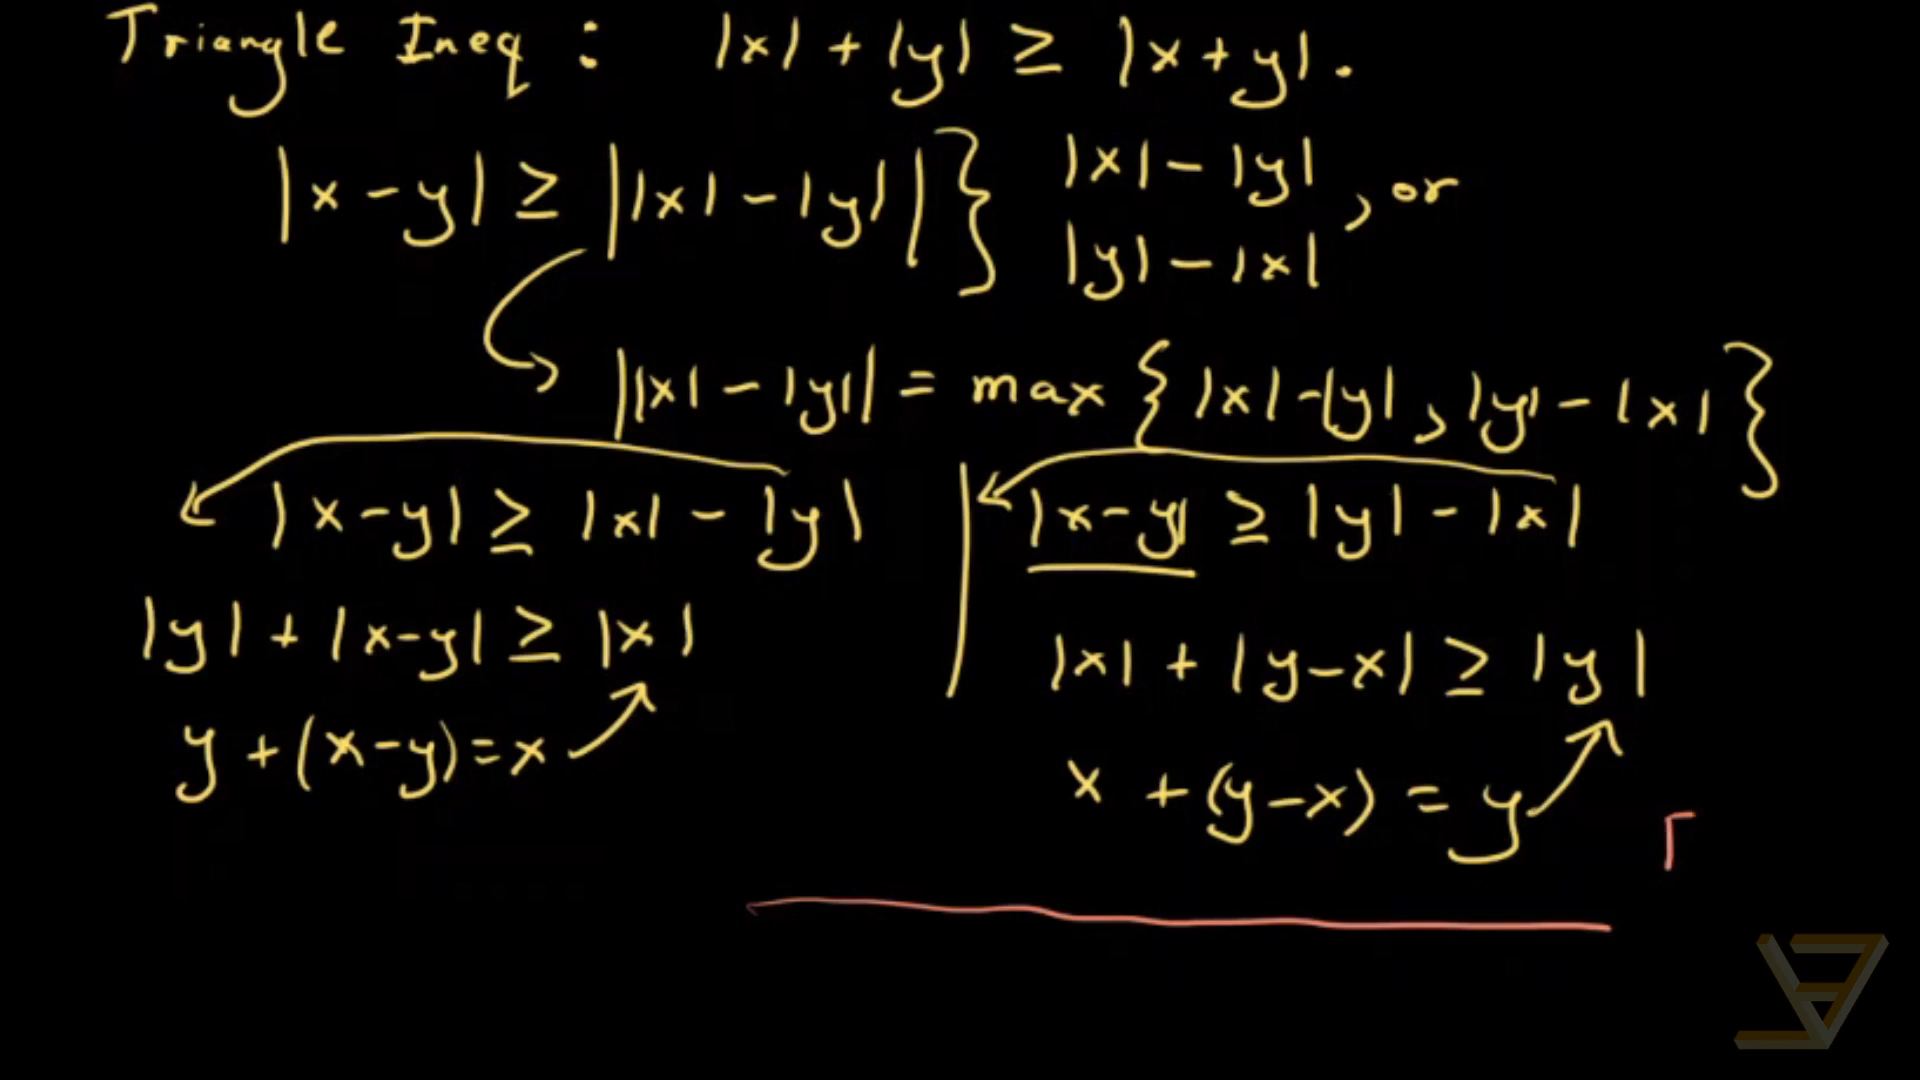 Triangle Ineq : |x| + |y| ≥ |x + y|.
|x - y| ≥ ||x| - |y|| } |x| - |y| , or
|y| - |x|
||x| - |y|| = max { |x| - |y| , |y| - |x| }
|x - y| ≥ |x| - |y|
|y| + |x - y| ≥ |x|
y + (x - y) = x
|x - y| ≥ |y| - |x|
|x| + |y - x| ≥ |y|
x + (y - x) = y